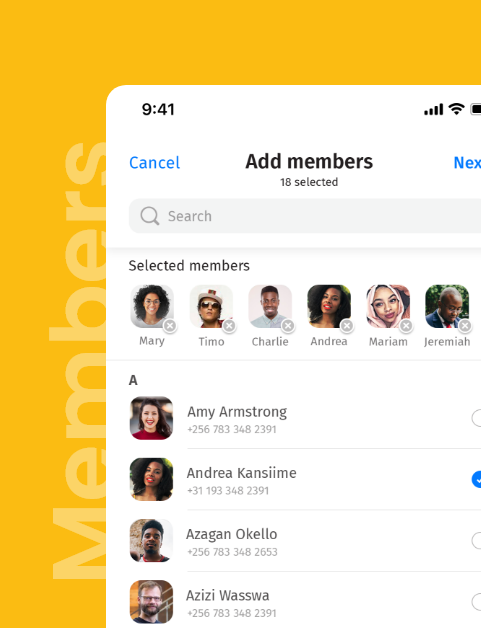 Members
9:41
Cancel
Add members
18 selected
Nex
Search
Selected members
Mary
Timo
Charlie
Andrea
Mariam
Jeremiah
A
Amy Armstrong
+256 783 348 2391
Andrea Kansiime
+31 193 348 2391
Azagan Okello
+256 783 348 2653
Azizi Wasswa
+256 783 348 2391